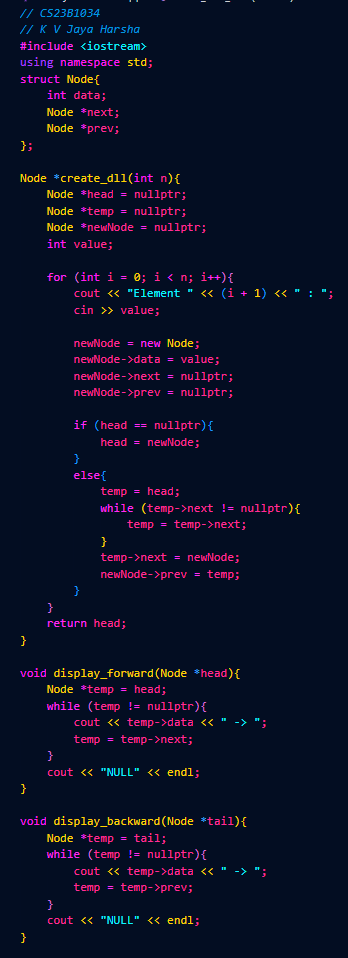 // CS23B1034
// K V Jaya Harsha
#include <iostream>
using namespace std;
struct Node{
    int data;
    Node *next;
    Node *prev;
};

Node *create_dll(int n){
    Node *head = nullptr;
    Node *temp = nullptr;
    Node *newNode = nullptr;
    int value;

    for (int i = 0; i < n; i++){
        cout << "Element " << (i + 1) << " : ";
        cin >> value;

        newNode = new Node;
        newNode->data = value;
        newNode->next = nullptr;
        newNode->prev = nullptr;

        if (head == nullptr){
            head = newNode;
        }
        else{
            temp = head;
            while (temp->next != nullptr){
                temp = temp->next;
            }
            temp->next = newNode;
            newNode->prev = temp;
        }
    }
    return head;
}

void display_forward(Node *head){
    Node *temp = head;
    while (temp != nullptr){
        cout << temp->data << " -> ";
        temp = temp->next;
    }
    cout << "NULL" << endl;
}

void display_backward(Node *tail){
    Node *temp = tail;
    while (temp != nullptr){
        cout << temp->data << " -> ";
        temp = temp->prev;
    }
    cout << "NULL" << endl;
}